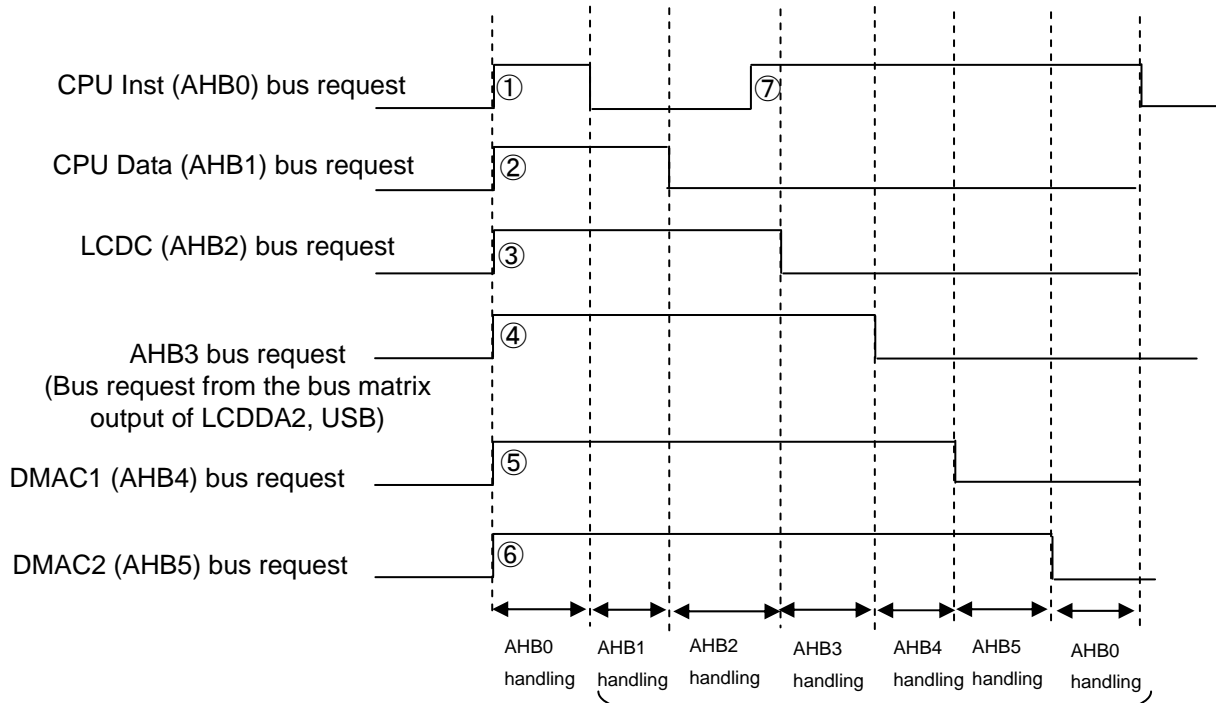 CPU Inst (AHB0) bus request
①
⑦
CPU Data (AHB1) bus request
②
LCDC (AHB2) bus request
③
AHB3 bus request
④
(Bus request from the bus matrix
output of LCDDA2, USB)
DMAC1 (AHB4) bus request
⑤
DMAC2 (AHB5) bus request
⑥
AHB0
handling
AHB1
handling
AHB2
handling
AHB3
handling
AHB4
handling
AHB5
handling
AHB0
handling